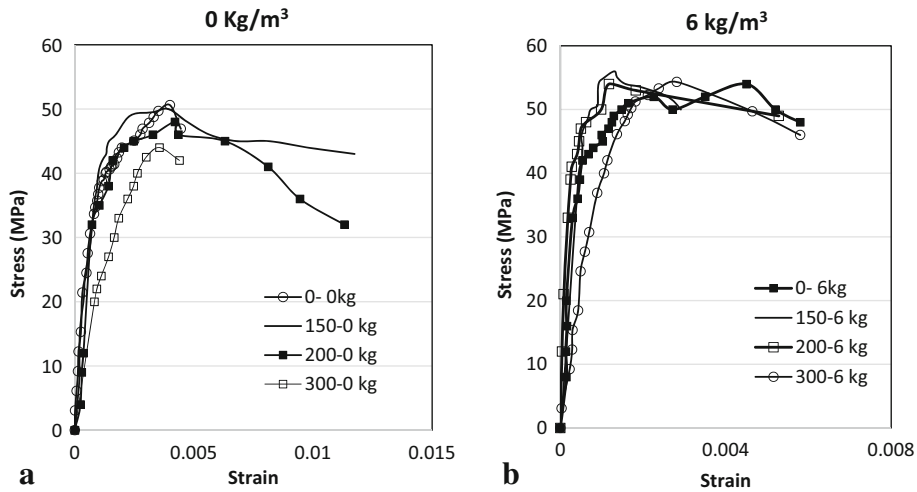 0 Kg/m³
60
50
40
30
20
10
0
Stress (MPa)
0- 0kg
150-0 kg
200-0 kg
300-0 kg
0 0.005 0.01 0.015
Strain
a
6 kg/m³
60
50
40
30
20
10
0
Stress (MPa)
0- 6kg
150-6 kg
200-6 kg
300-6 kg
0 0.004 0.008
Strain
b